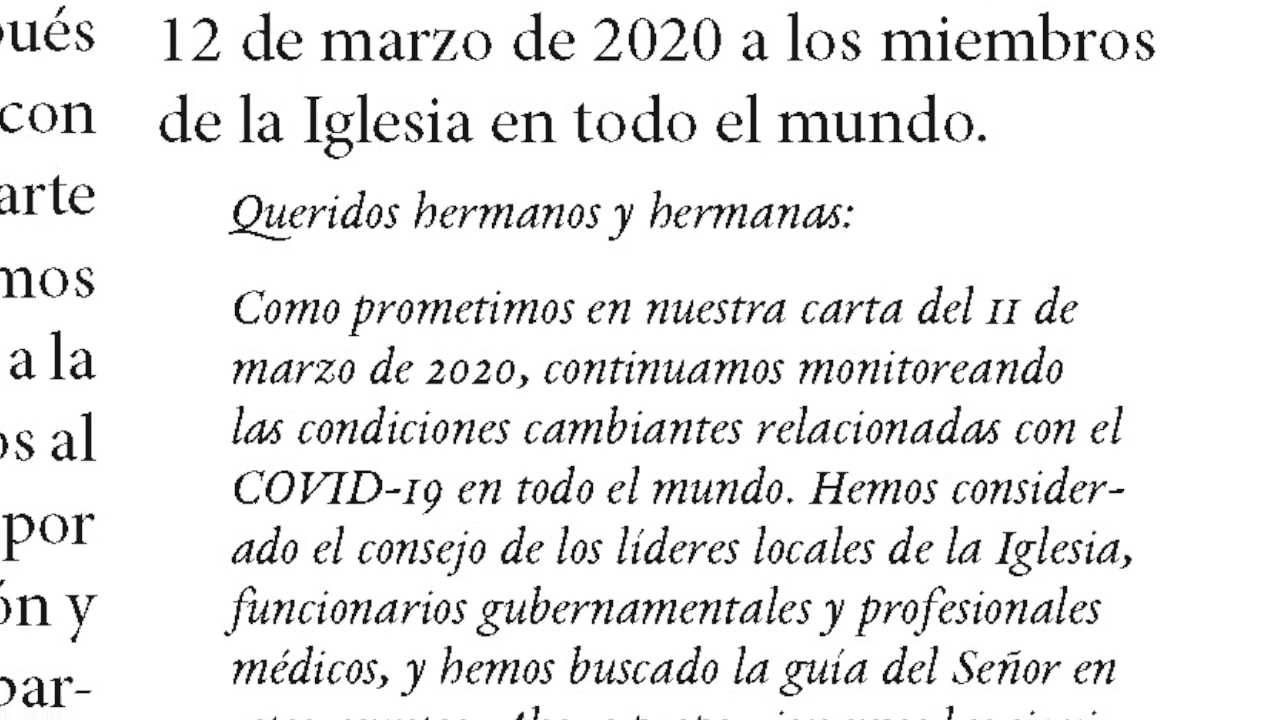 pués
con
arte
mos
a la
os al
por
ón y
par-
12 de marzo de 2020 a los miembros
de la Iglesia en todo el mundo.
Queridos hermanos y hermanas:
Como prometimos en nuestra carta del 11 de
marzo de 2020, continuamos monitoreando
las condiciones cambiantes relacionadas con el
COVID-19 en todo el mundo. Hemos consider-
ado el consejo de los líderes locales de la Iglesia,
funcionarios gubernamentales y profesionales
médicos, y hemos buscado la guía del Señor en